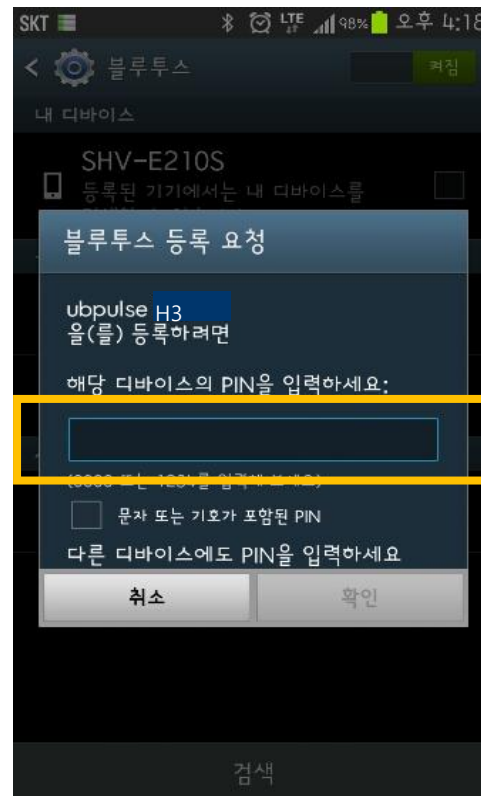 SKT LTE 98% 오후 4:18
< 블루투스 켜짐
내 디바이스
SHV-E210S
등록된 기기에서는 내 디바이스를
블루투스 등록 요청
ubpulse H3
을(를) 등록하려면
해당 디바이스의 PIN을 입력하세요:
문자 또는 기호가 포함된 PIN
다른 디바이스에도 PIN을 입력하세요
취소 확인
검색